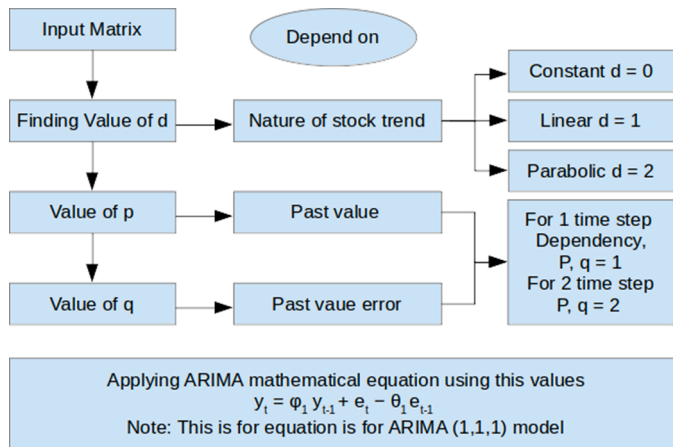 Input Matrix
Depend on
Constant d = 0
Finding Value of d
Nature of stock trend
Linear d = 1
Parabolic d = 2
Value of p
Past value
For 1 time step
Dependency,
P, q = 1
For 2 time step
P, q = 2
Value of q
Past vaue error
Applying ARIMA mathematical equation using this values
yₜ = φ₁ yₜ₋₁ + eₜ − θ₁ eₜ₋₁
Note: This is for equation is for ARIMA (1,1,1) model